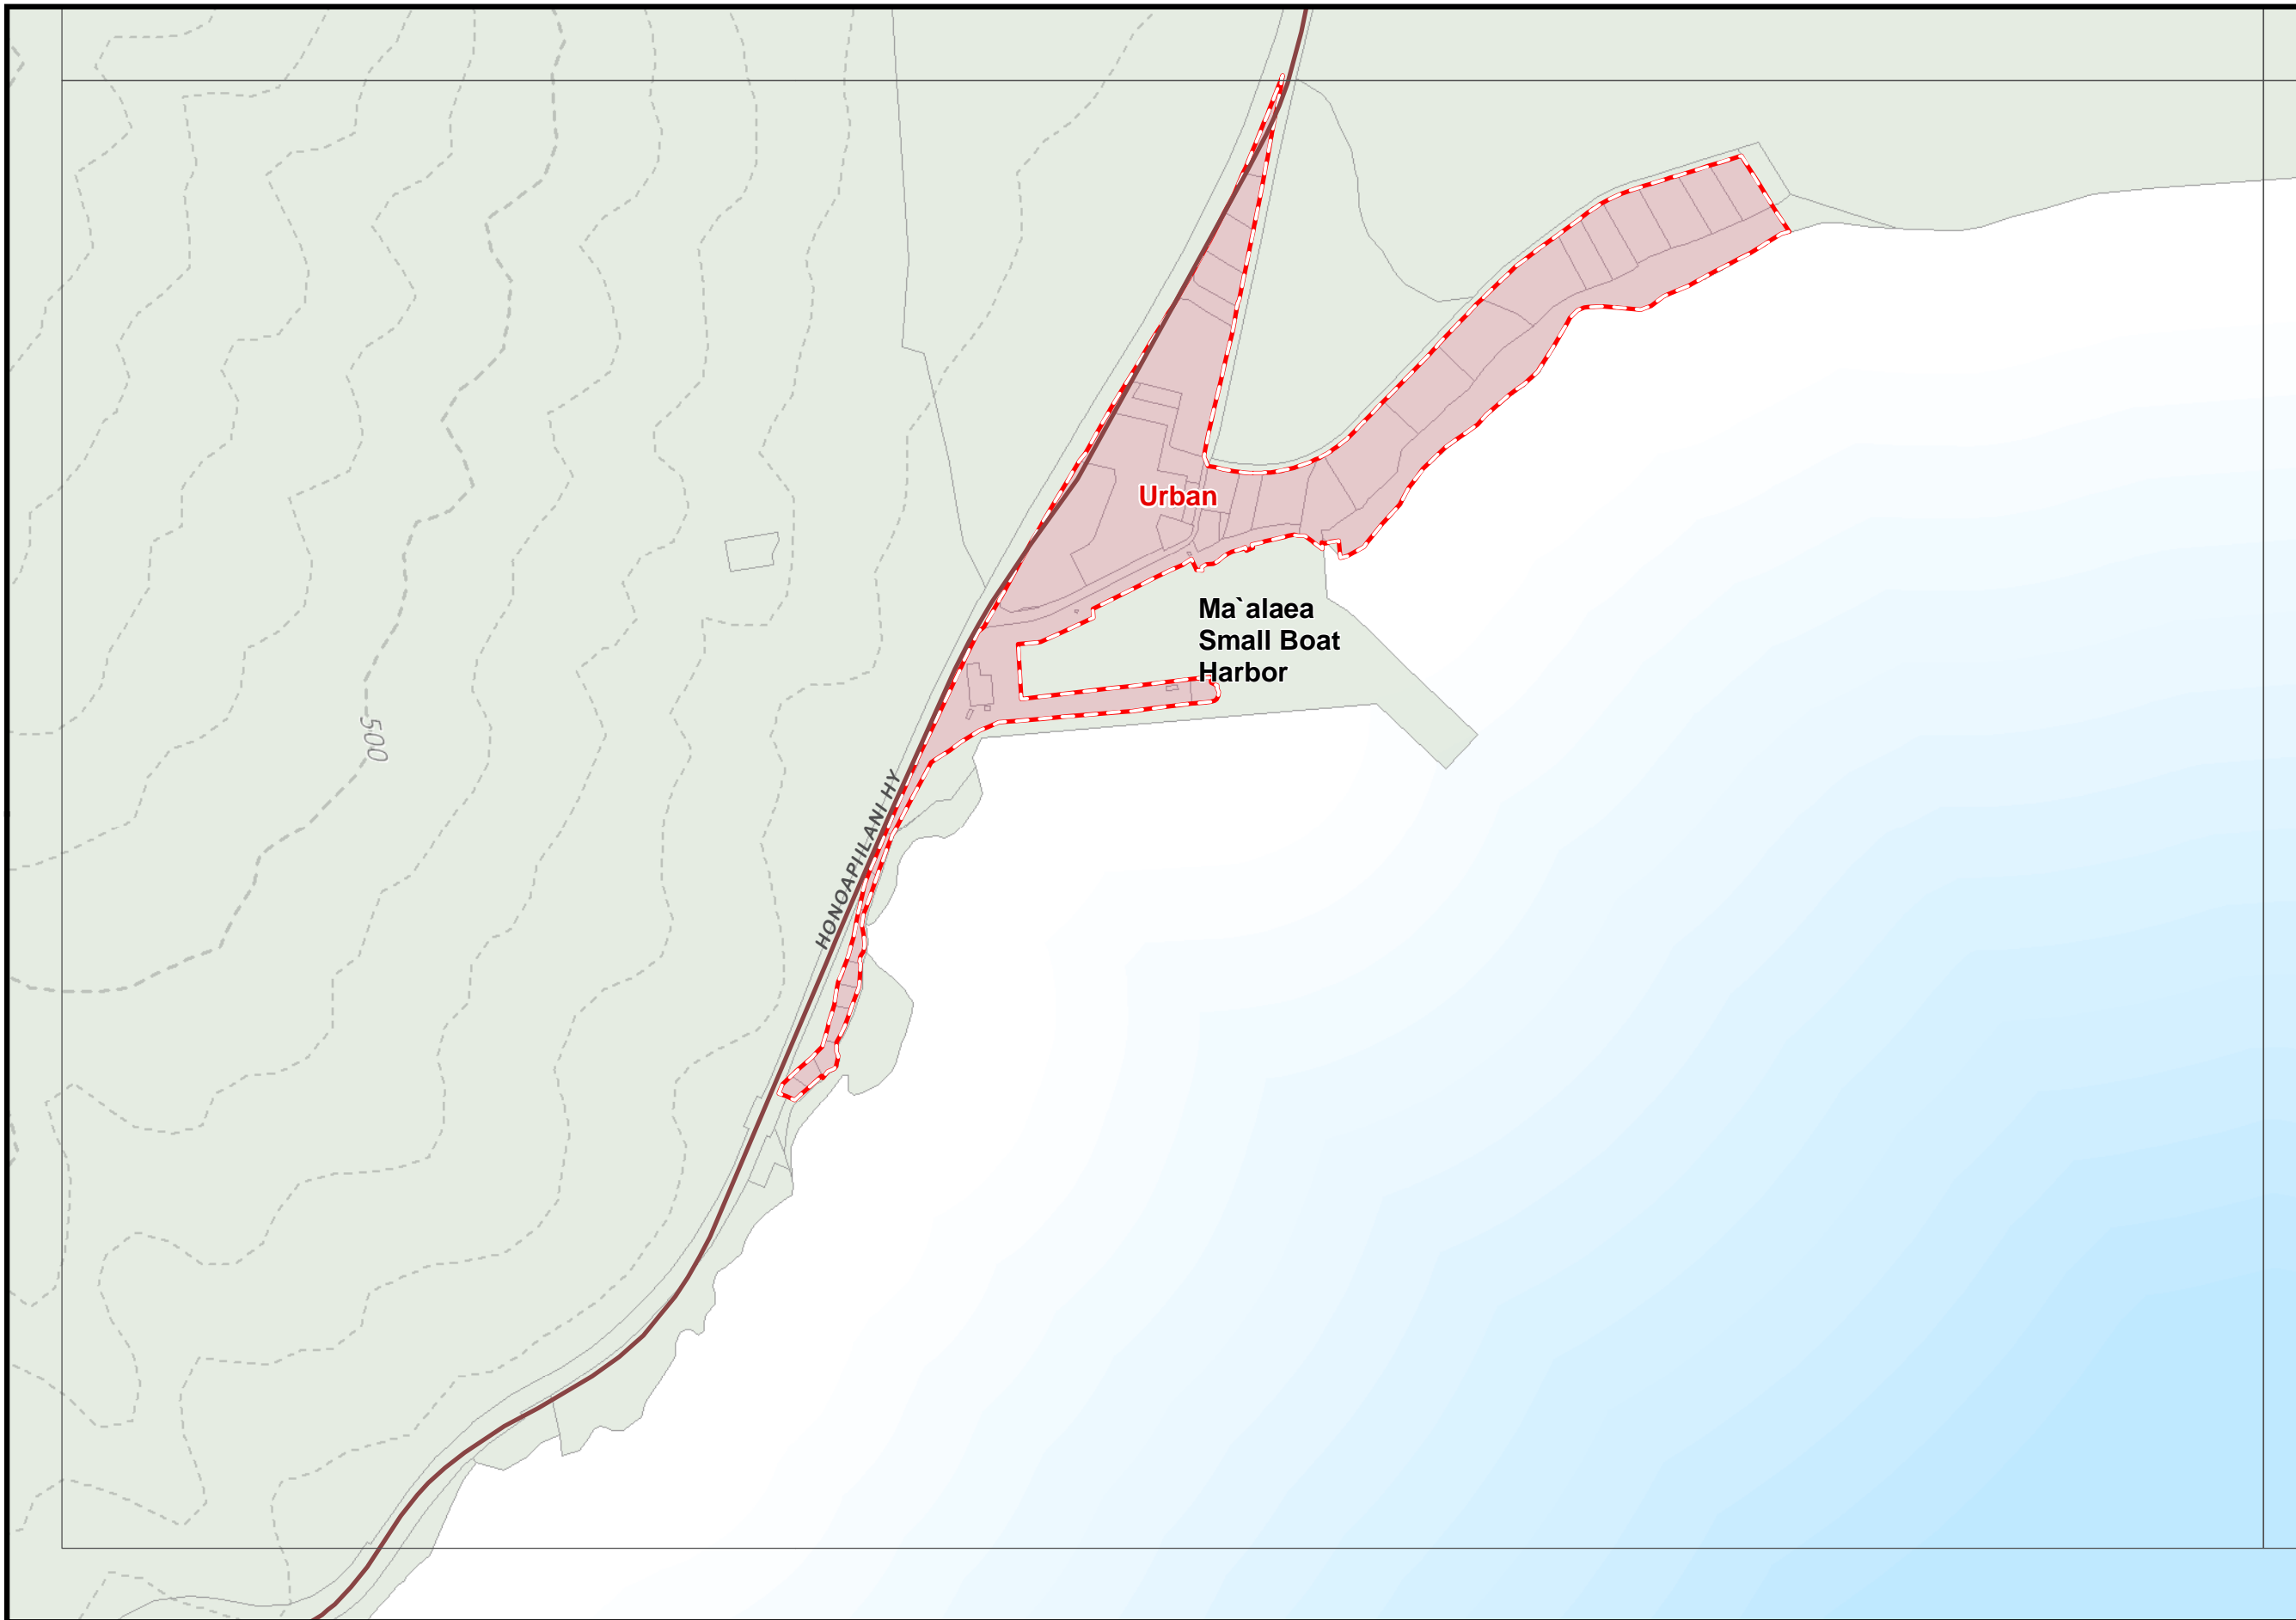 Urban
Ma`alaea
Small Boat
Harbor
500
HONOAPIILANI HY